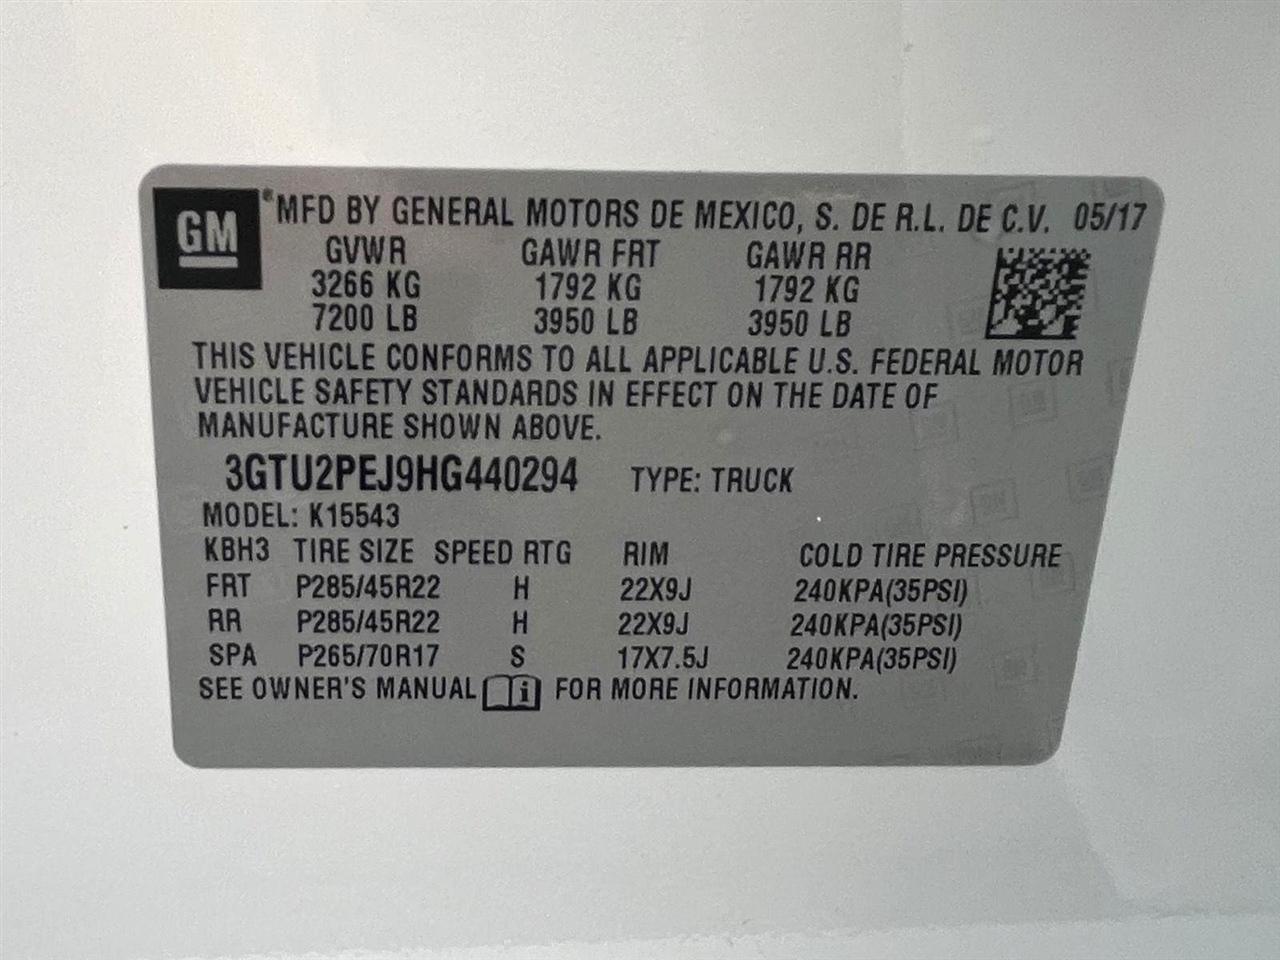 GM
®MFD BY GENERAL MOTORS DE MEXICO, S. DE R.L. DE C.V. 05/17
GVWR GAWR FRT GAWR RR
3266 KG 1792 KG 1792 KG
7200 LB 3950 LB 3950 LB
THIS VEHICLE CONFORMS TO ALL APPLICABLE U.S. FEDERAL MOTOR
VEHICLE SAFETY STANDARDS IN EFFECT ON THE DATE OF
MANUFACTURE SHOWN ABOVE.
3GTU2PEJ9HG440294 TYPE: TRUCK
MODEL: K15543
KBH3 TIRE SIZE SPEED RTG RIM COLD TIRE PRESSURE
FRT P285/45R22 H 22X9J 240KPA(35PSI)
RR P285/45R22 H 22X9J 240KPA(35PSI)
SPA P265/70R17 S 17X7.5J 240KPA(35PSI)
SEE OWNER'S MANUAL i FOR MORE INFORMATION.